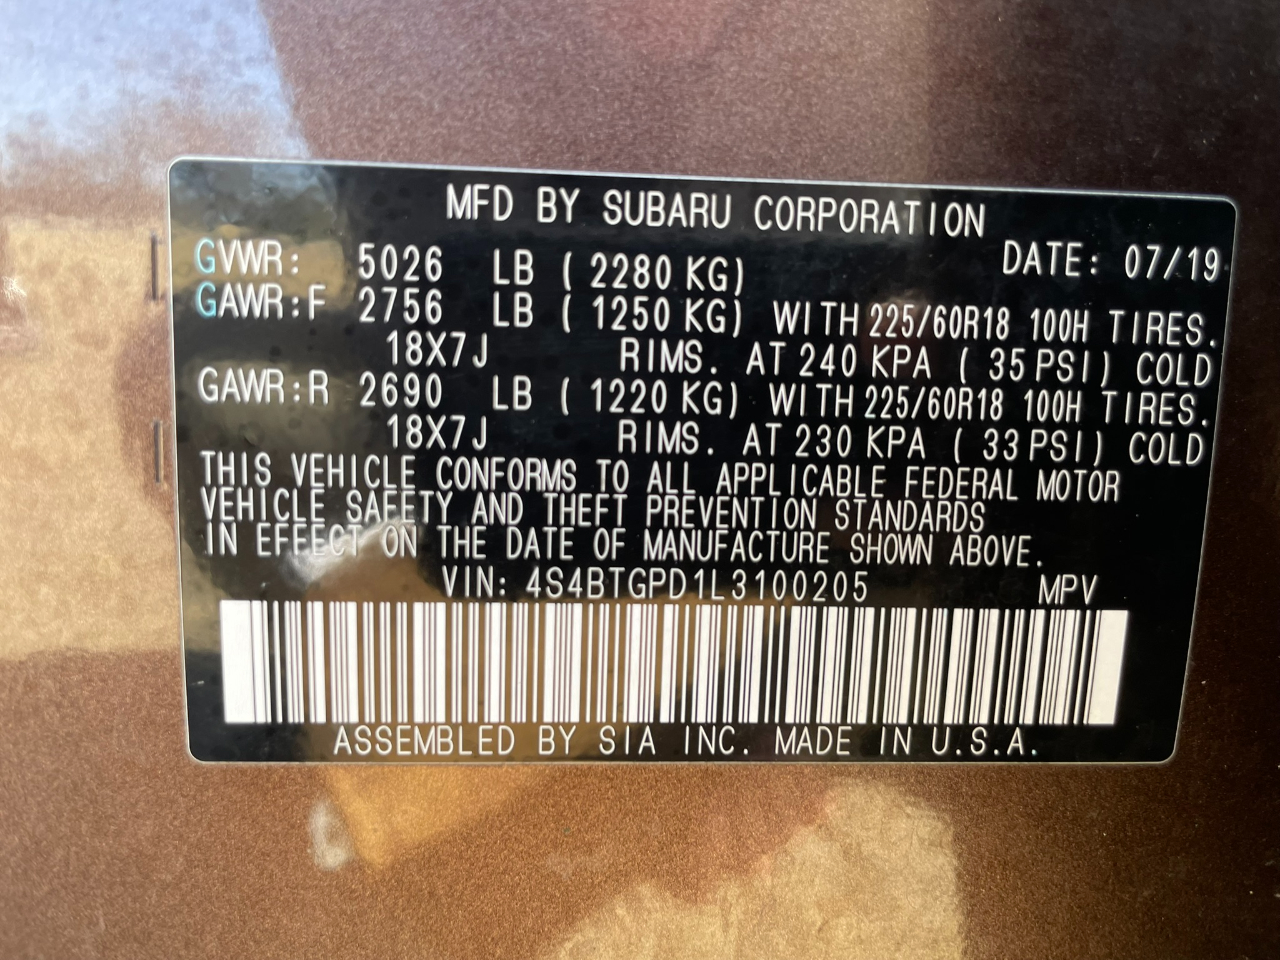 MFD BY SUBARU CORPORATION
GVWR: 5026 LB ( 2280 KG) DATE: 07/19
GAWR:F 2756 LB ( 1250 KG) WITH 225/60R18 100H TIRES.
18X7J RIMS. AT 240 KPA ( 35 PSI) COLD
GAWR:R 2690 LB ( 1220 KG) WITH 225/60R18 100H TIRES.
18X7J RIMS. AT 230 KPA ( 33 PSI) COLD
THIS VEHICLE CONFORMS TO ALL APPLICABLE FEDERAL MOTOR
VEHICLE SAFETY AND THEFT PREVENTION STANDARDS
IN EFFECT ON THE DATE OF MANUFACTURE SHOWN ABOVE.
VIN: 4S4BTGPD1L3100205 MPV
ASSEMBLED BY SIA INC. MADE IN U.S.A.